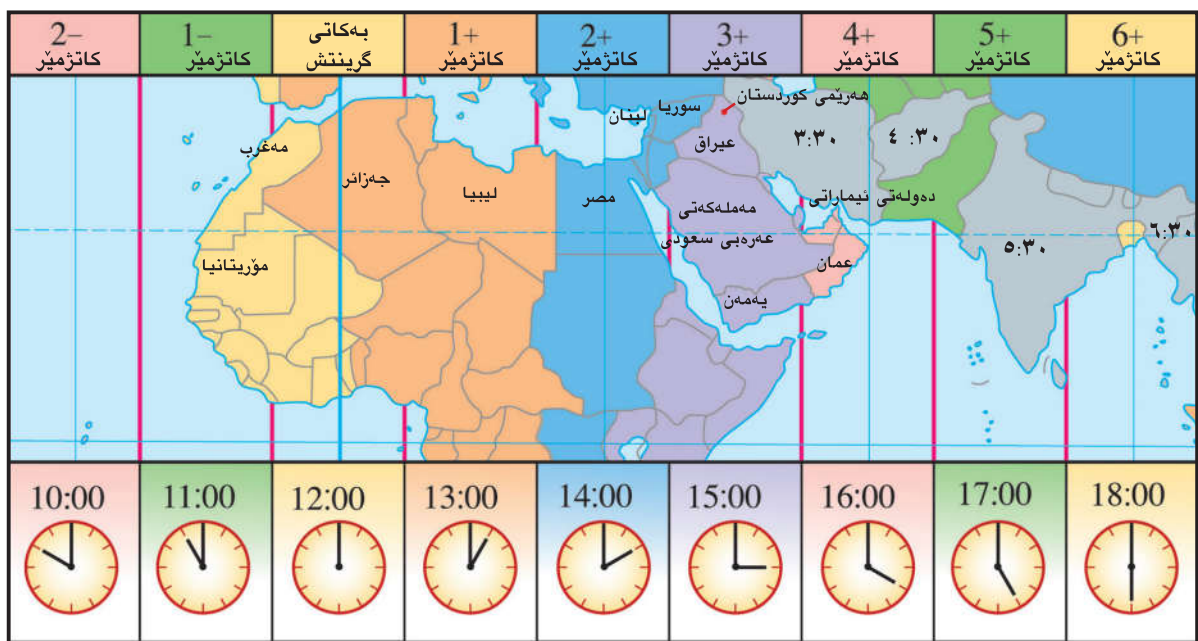 2–
کاتژمێر
1–
کاتژمێر
بەکاتی
گرینتش
1+
کاتژمێر
2+
کاتژمێر
3+
کاتژمێر
4+
کاتژمێر
5+
کاتژمێر
6+
کاتژمێر
هەرێمی کوردستان
سوریا
لبنان
عیراق
٣:٣٠
٤ :٣٠
مەغرب
جەزائر
لیبیا
مصر
مەملەکەتی
عەرەبی سعودی
دەولەتی ئیماراتی
عمان
یەمەن
مۆریتانیا
٥:٣٠
٦:٣٠
10:00
11:00
12:00
13:00
14:00
15:00
16:00
17:00
18:00